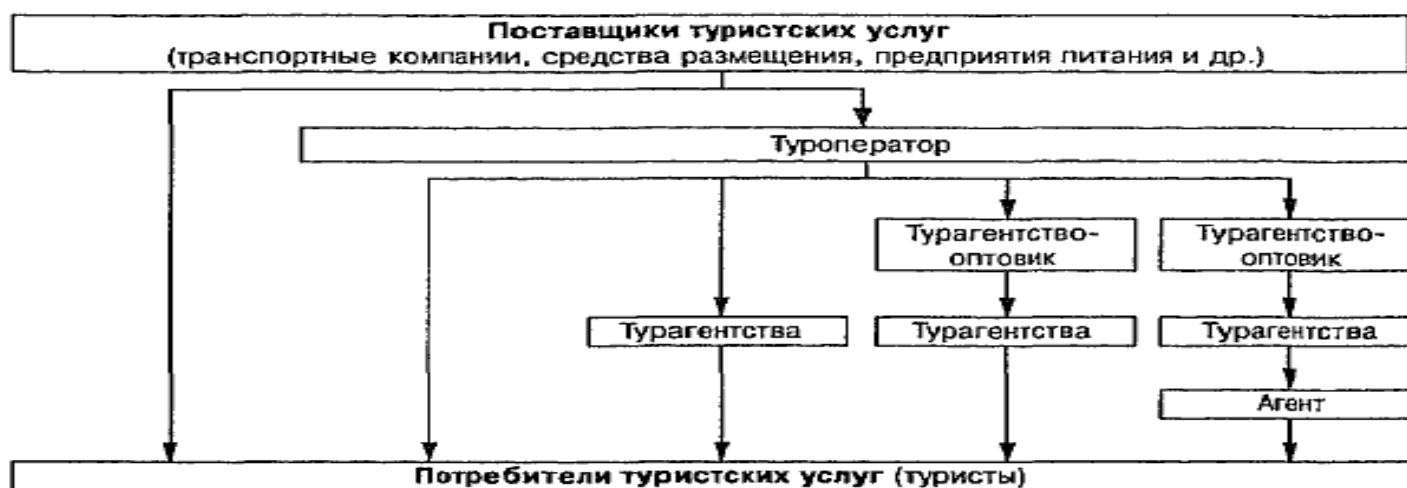 Поставщики туристских услуг
(транспортные компании, средства размещения, предприятия питания и др.)
Туроператор
Турагентство-
оптовик
Турагентство-
оптовик
Турагентства
Турагентства
Турагентства
Агент
Потребители туристских услуг (туристы)